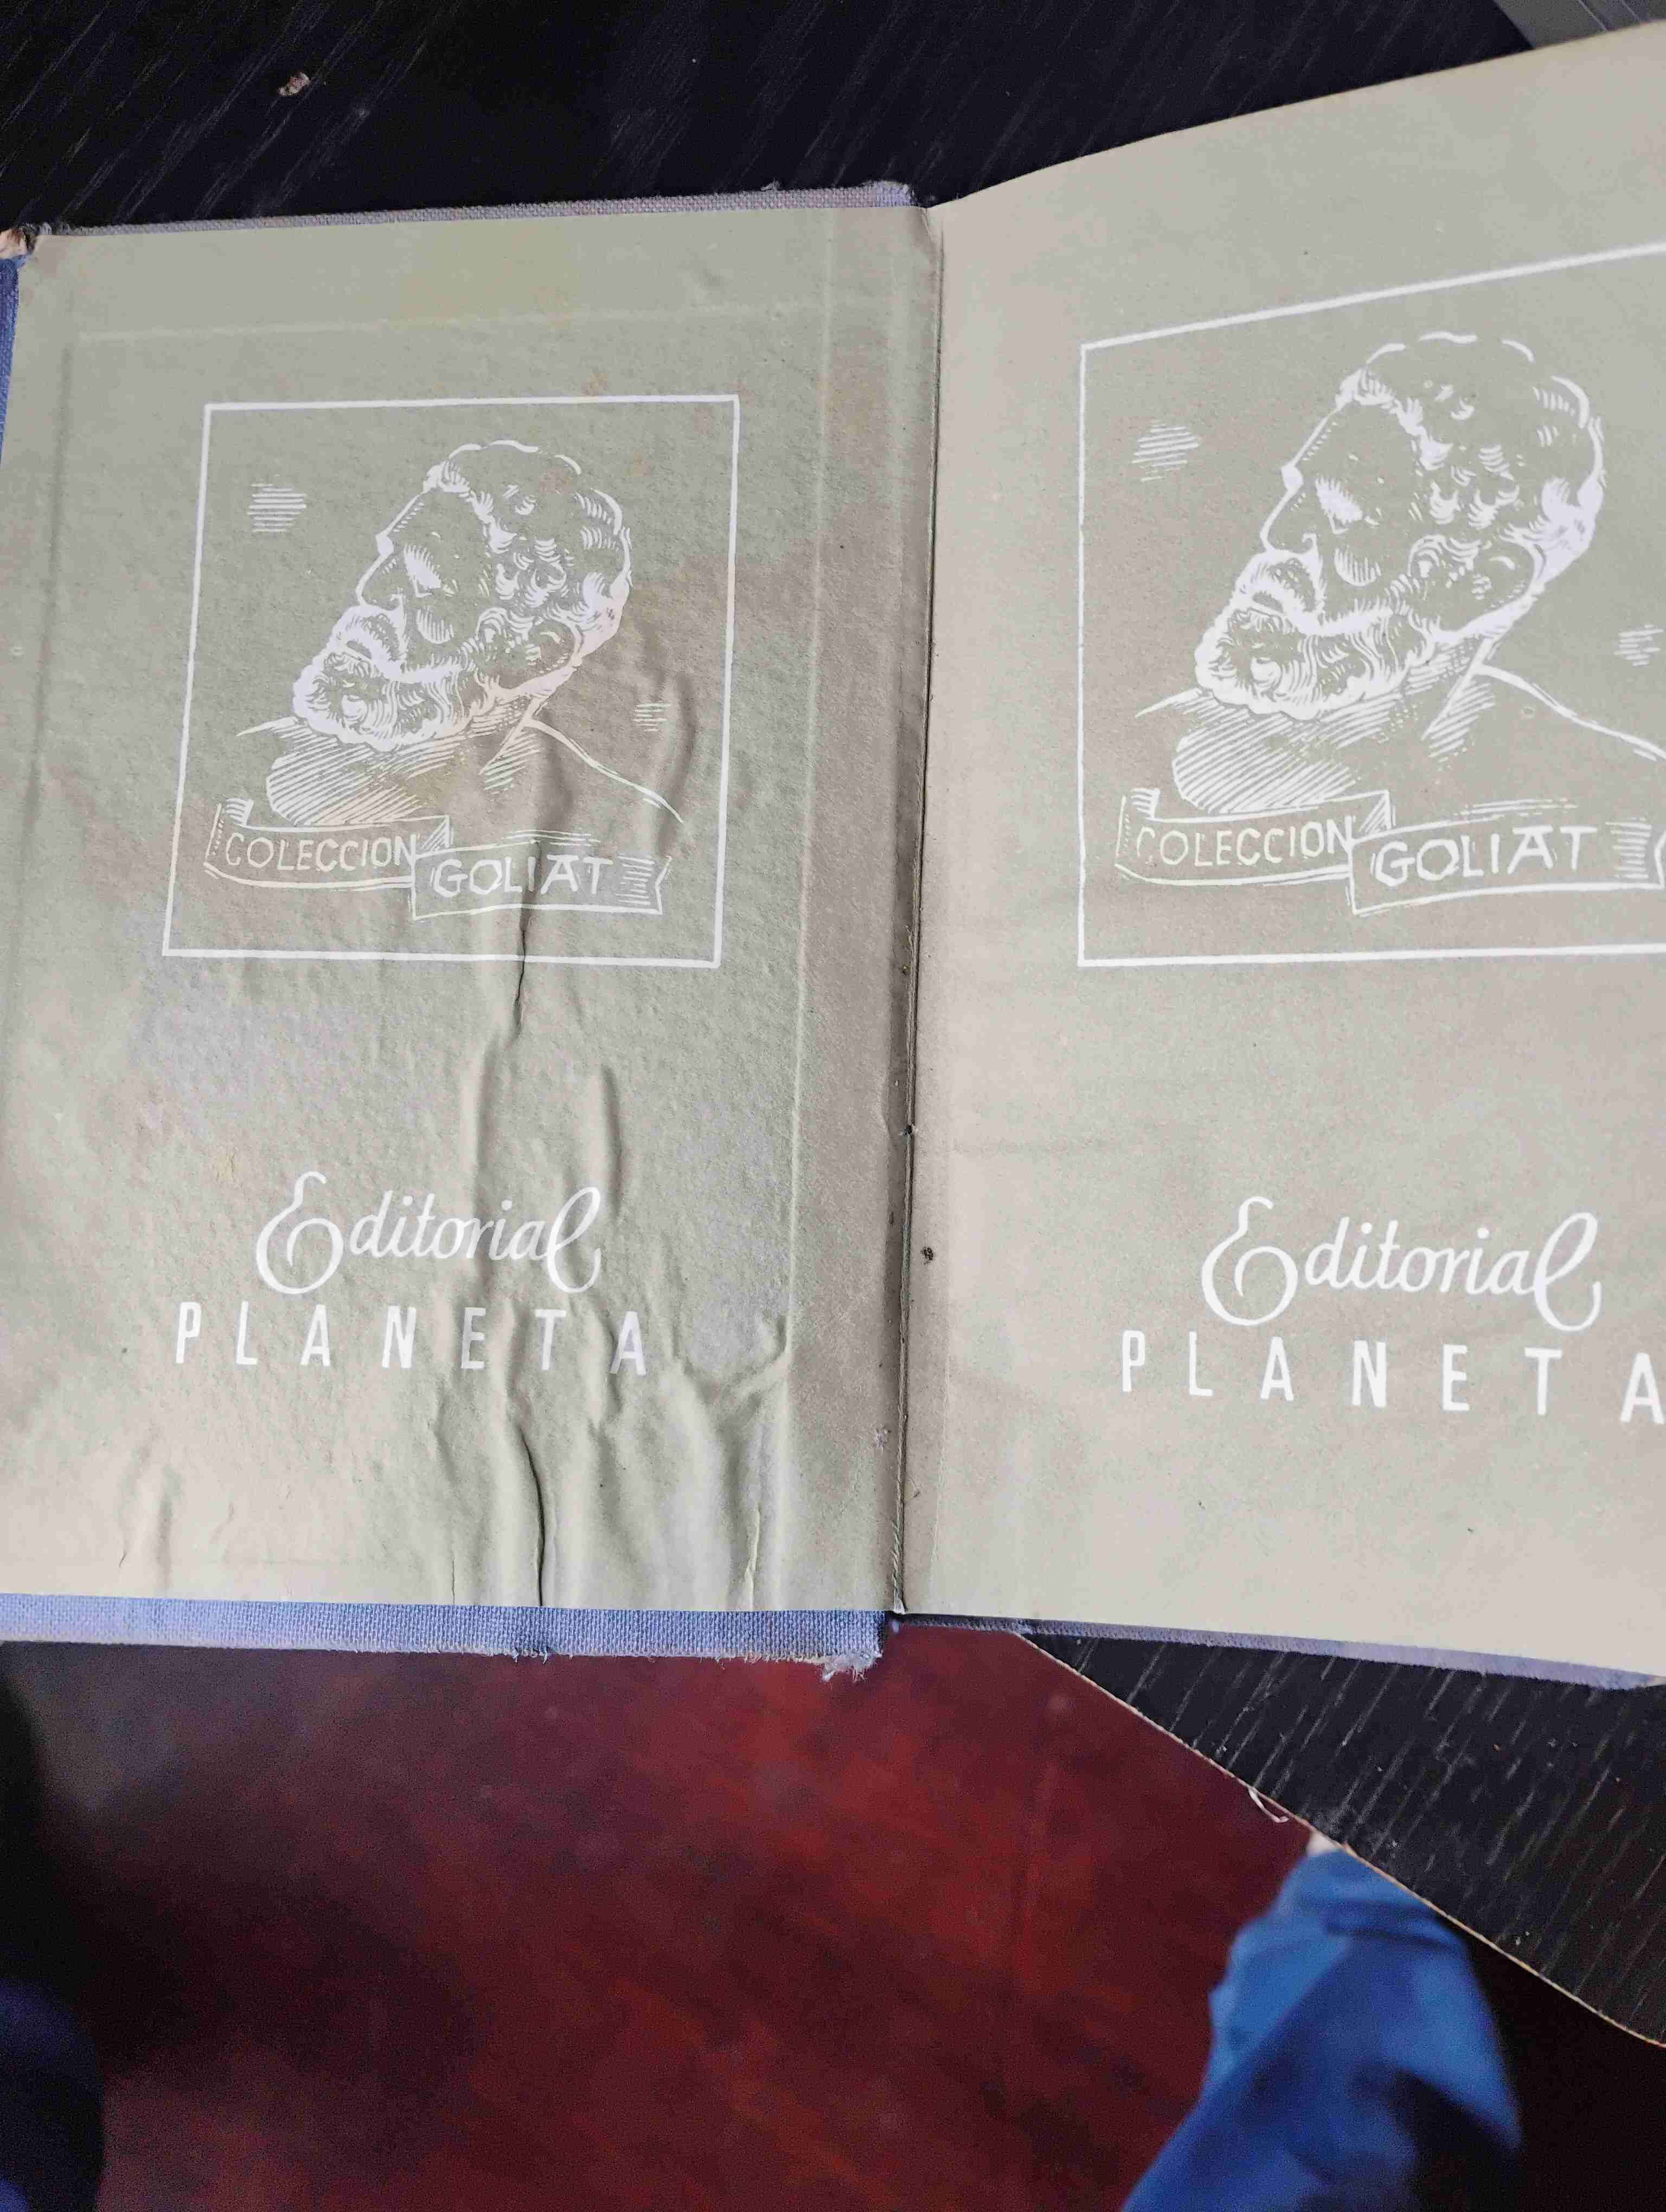 COLECCION
GOLIAT
Editorial
PLANETA
COLECCION
GOLIAT
Editorial
PLANETA